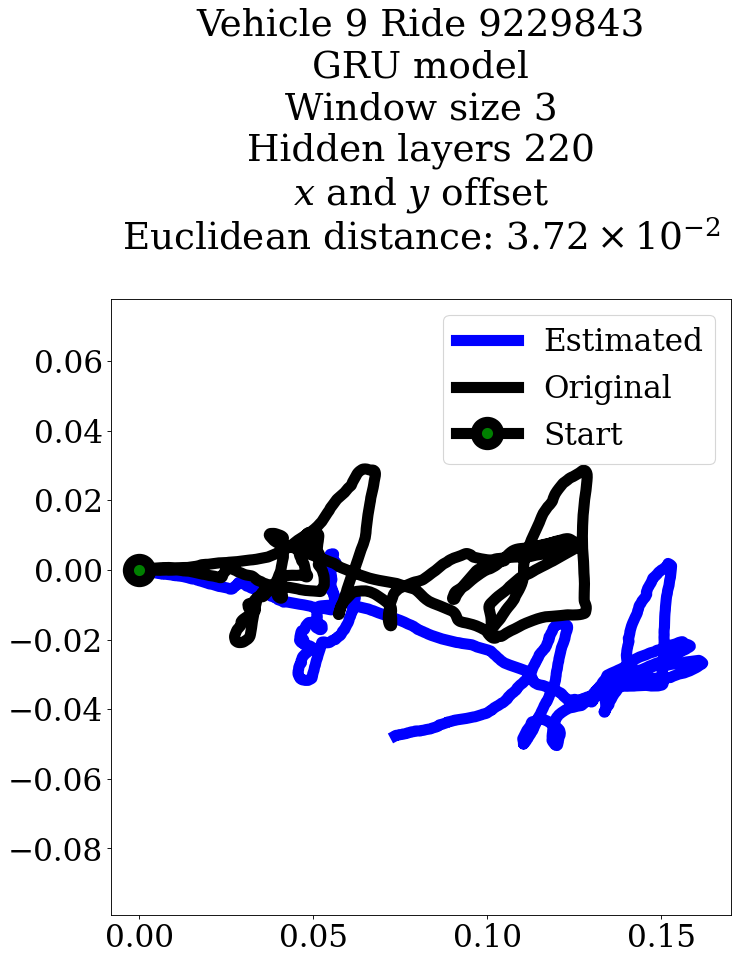 Vehicle 9 Ride 9229843
GRU model
Window size 3
Hidden layers 220
x and y offset
Euclidean distance: 3.72 × 10⁻²
Estimated
Original
Start
0.06
0.04
0.02
0.00
−0.02
−0.04
−0.06
−0.08
0.00 0.05 0.10 0.15